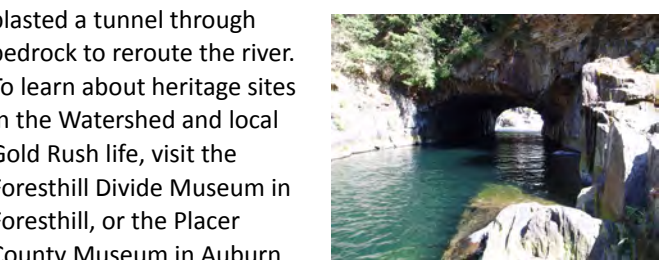 blasted a tunnel through
bedrock to reroute the river.
To learn about heritage sites
in the Watershed and local
Gold Rush life, visit the
Foresthill Divide Museum in
Foresthill, or the Placer
County Museum in Auburn